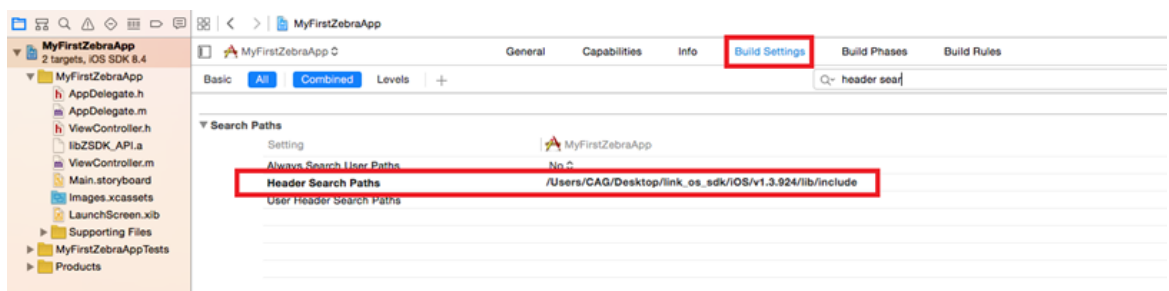 MyFirstZebraApp
MyFirstZebraApp
2 targets, iOS SDK 8.4
MyFirstZebraApp
General
Capabilities
Info
Build Settings
Build Phases
Build Rules
MyFirstZebraApp
Basic
All
Combined
Levels
header sear
AppDelegate.h
AppDelegate.m
ViewController.h
libZSDK_API.a
ViewController.m
Main.storyboard
Images.xcassets
LaunchScreen.xib
Supporting Files
MyFirstZebraAppTests
Products
Search Paths
Setting
MyFirstZebraApp
Always Search User Paths
No
Header Search Paths
/Users/CAG/Desktop/link_os_sdk/iOS/v1.3.924/lib/include
User Header Search Paths